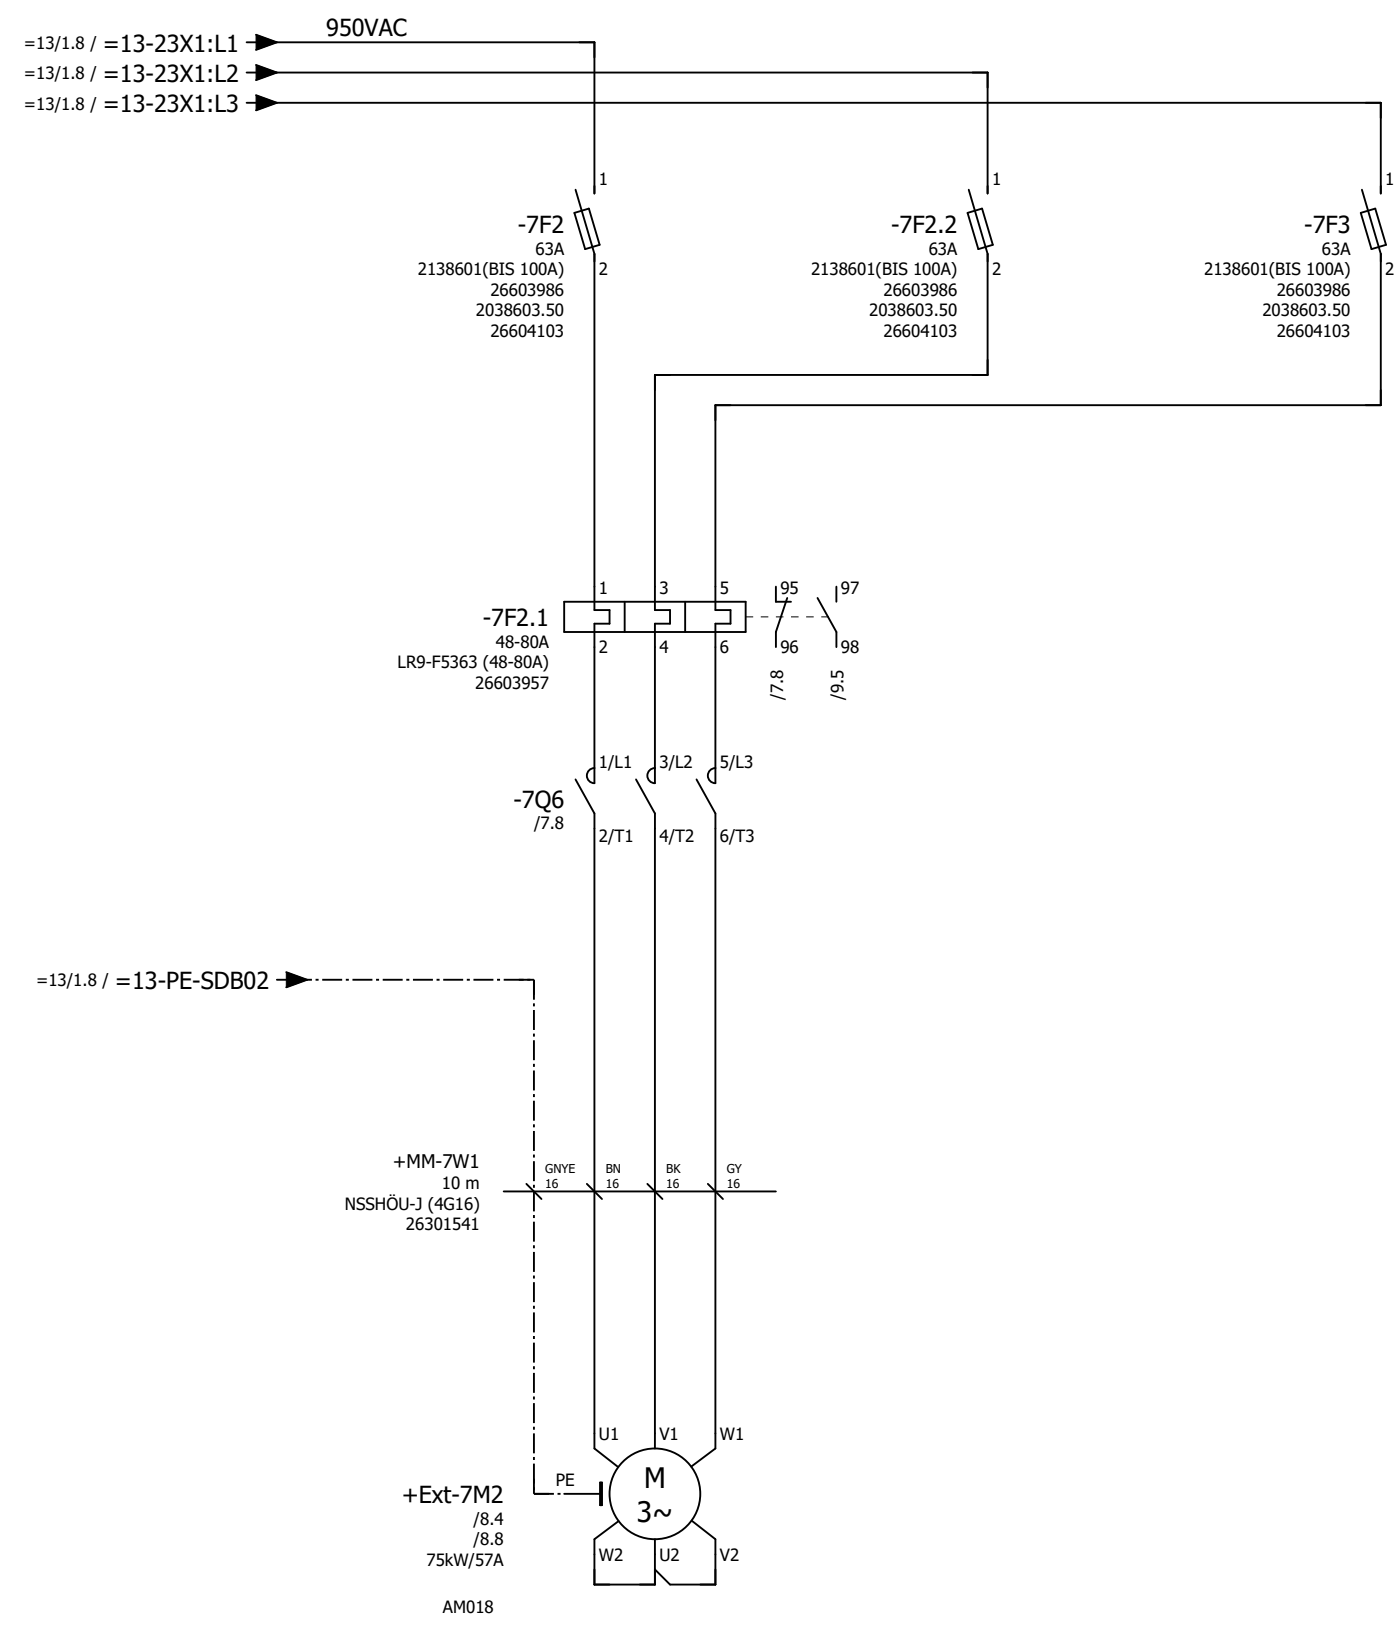 950VAC
=13/1.8 / =13-23X1:L1
=13/1.8 / =13-23X1:L2
=13/1.8 / =13-23X1:L3
1
1
1
-7F2
63A
2138601(BIS 100A)
26603986
2038603.50
26604103
2
-7F2.2
63A
2138601(BIS 100A)
26603986
2038603.50
26604103
2
-7F3
63A
2138601(BIS 100A)
26603986
2038603.50
26604103
2
1
3
5
95
97
-7F2.1
48-80A
LR9-F5363 (48-80A)
26603957
2
4
6
96
98
/7.8
/9.5
1/L1
3/L2
5/L3
-7Q6
/7.8
2/T1
4/T2
6/T3
=13/1.8 / =13-PE-SDB02
+MM-7W1
10 m
NSSHÖU-J (4G16)
26301541
GNYE
16
BN
16
BK
16
GY
16
U1
V1
W1
PE
M
3~
+Ext-7M2
/8.4
/8.8
75kW/57A
AM018
W2
U2
V2